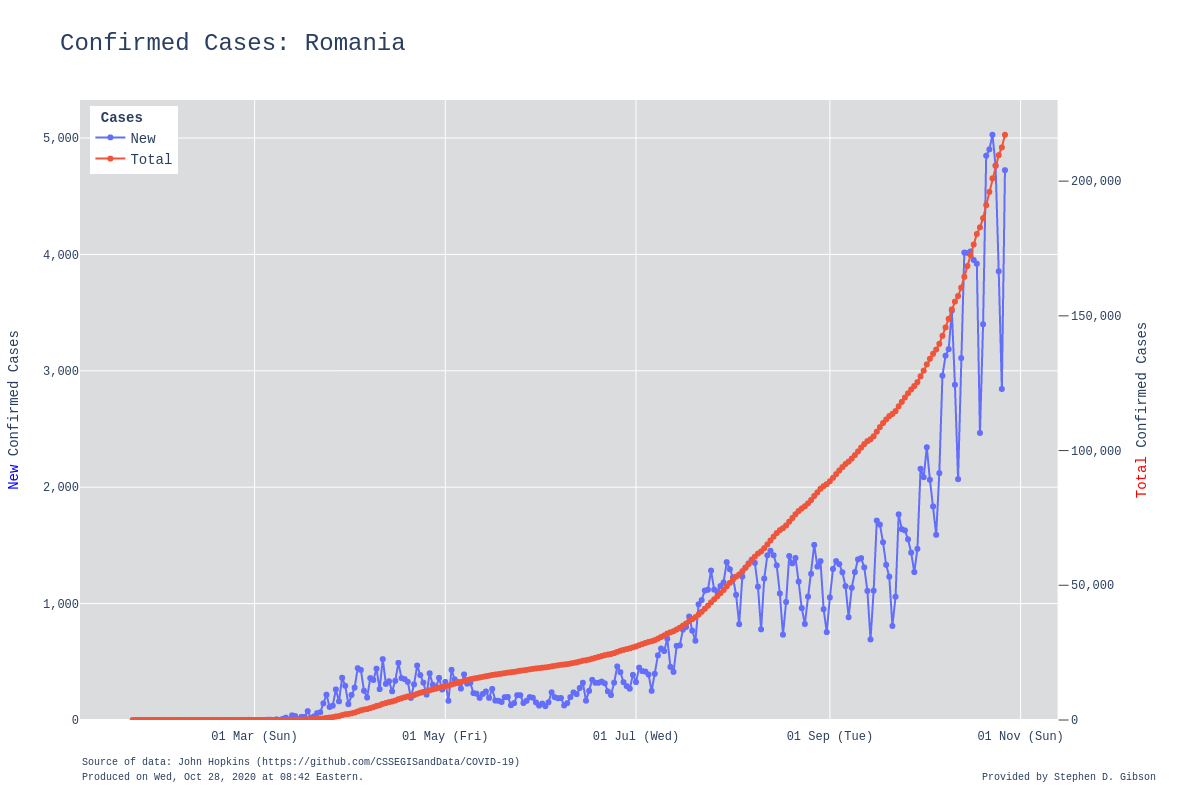 Confirmed Cases: Romania
Cases
New
Total
5,000
4,000
3,000
2,000
1,000
0
200,000
150,000
100,000
50,000
0
New Confirmed Cases
Total Confirmed Cases
01 Mar (Sun)
01 May (Fri)
01 Jul (Wed)
01 Sep (Tue)
01 Nov (Sun)
Source of data: John Hopkins (https://github.com/CSSEGISandData/COVID-19)
Produced on Wed, Oct 28, 2020 at 08:42 Eastern.
Provided by Stephen D. Gibson